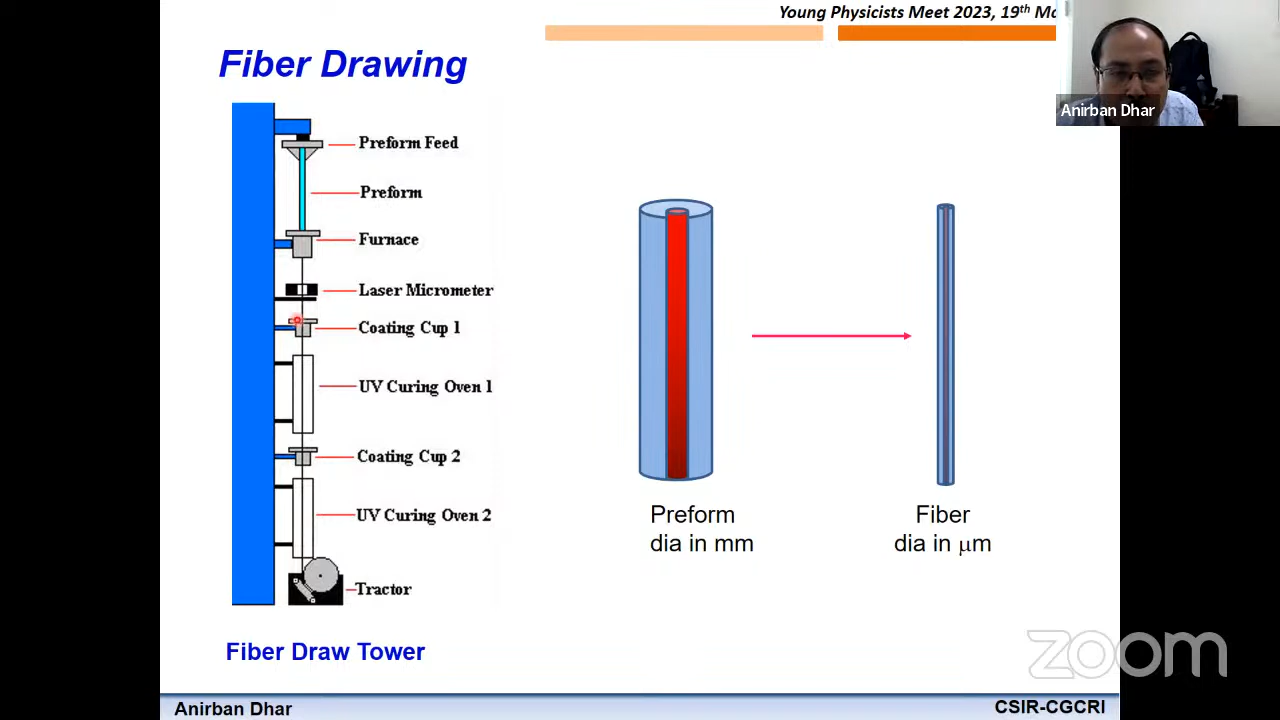 Young Physicists Meet 2023, 19th Ma
Fiber Drawing
Anirban Dhar
Preform Feed
Preform
Furnace
Laser Micrometer
Coating Cup 1
UV Curing Oven 1
Coating Cup 2
UV Curing Oven 2
Tractor
Preform
dia in mm
Fiber
dia in μm
Fiber Draw Tower
zoom
Anirban Dhar
CSIR-CGCRI